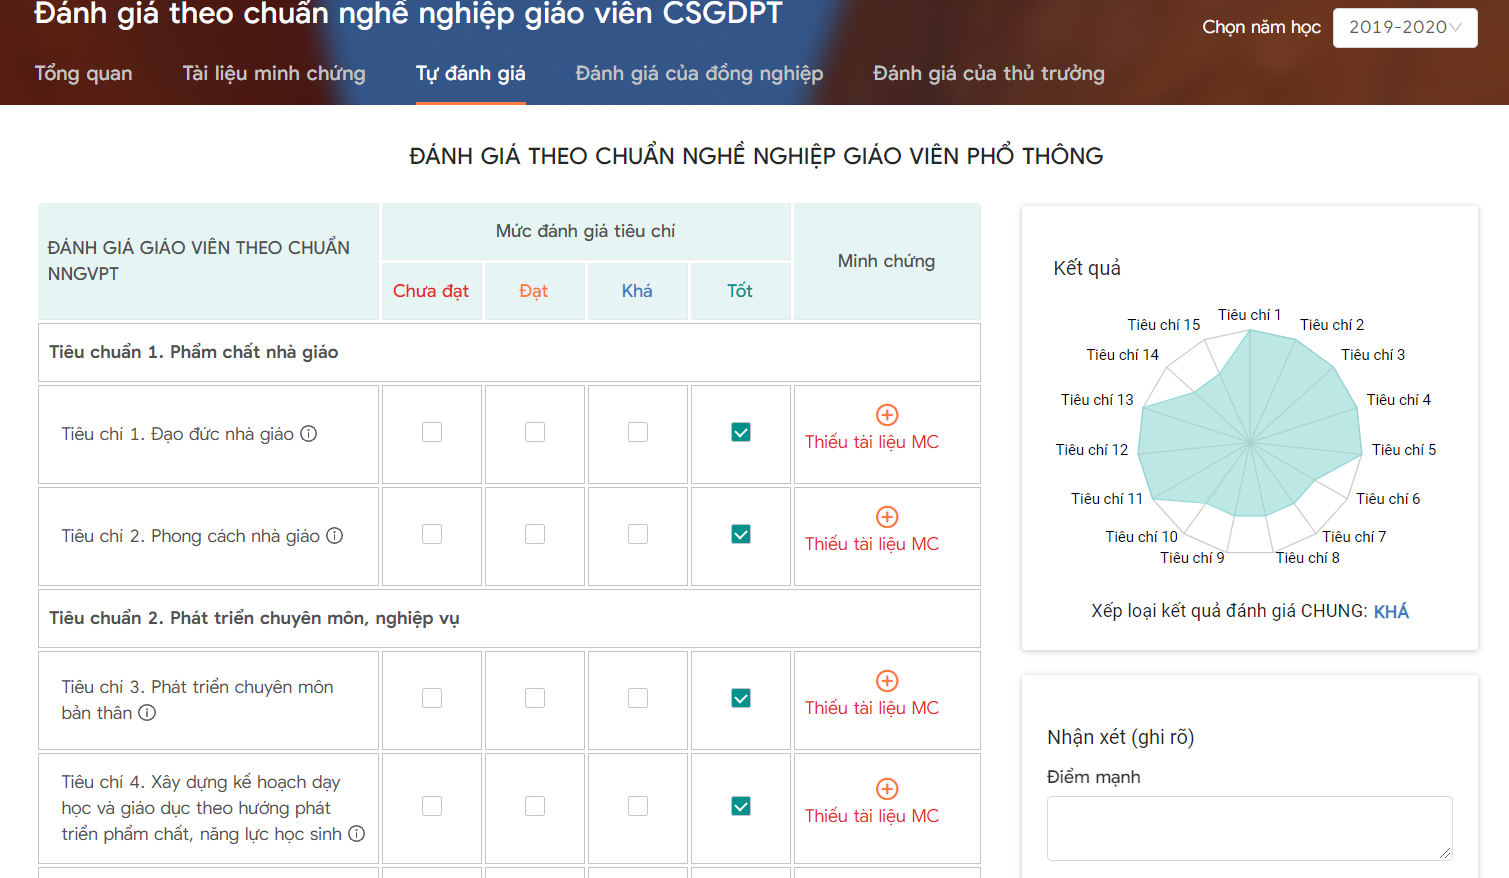 Đánh giá theo chuẩn nghề nghiệp giáo viên CSGDPT
Chọn năm học
2019-2020
Tổng quan
Tài liệu minh chứng
Tự đánh giá
Đánh giá của đồng nghiệp
Đánh giá của thủ trưởng
ĐÁNH GIÁ THEO CHUẨN NGHỀ NGHIỆP GIÁO VIÊN PHỔ THÔNG
ĐÁNH GIÁ GIÁO VIÊN THEO CHUẨN
NNGVPT
Mức đánh giá tiêu chí
Minh chứng
Chưa đạt
Đạt
Khá
Tốt
Tiêu chuẩn 1. Phẩm chất nhà giáo
Tiêu chí 1. Đạo đức nhà giáo
Thiếu tài liệu MC
Tiêu chí 2. Phong cách nhà giáo
Thiếu tài liệu MC
Tiêu chuẩn 2. Phát triển chuyên môn, nghiệp vụ
Tiêu chí 3. Phát triển chuyên môn
bản thân
Thiếu tài liệu MC
Tiêu chí 4. Xây dựng kế hoạch dạy
học và giáo dục theo hướng phát
triển phẩm chất, năng lực học sinh
Thiếu tài liệu MC
Kết quả
Tiêu chí 1
Tiêu chí 2
Tiêu chí 3
Tiêu chí 4
Tiêu chí 5
Tiêu chí 6
Tiêu chí 7
Tiêu chí 8
Tiêu chí 9
Tiêu chí 10
Tiêu chí 11
Tiêu chí 12
Tiêu chí 13
Tiêu chí 14
Tiêu chí 15
Xếp loại kết quả đánh giá CHUNG: KHÁ
Nhận xét (ghi rõ)
Điểm mạnh